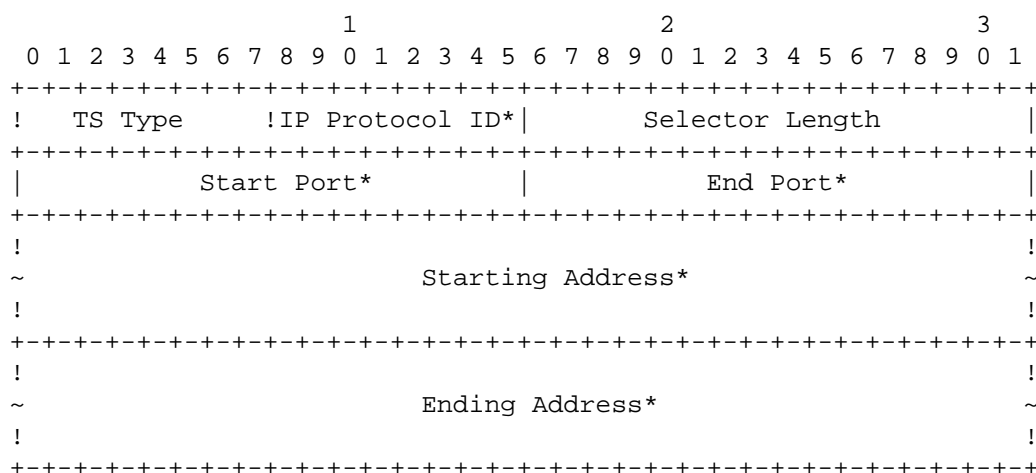 1                   2                   3
 0 1 2 3 4 5 6 7 8 9 0 1 2 3 4 5 6 7 8 9 0 1 2 3 4 5 6 7 8 9 0 1
+-+-+-+-+-+-+-+-+-+-+-+-+-+-+-+-+-+-+-+-+-+-+-+-+-+-+-+-+-+-+-+-+
!   TS Type     !IP Protocol ID*|       Selector Length         |
+-+-+-+-+-+-+-+-+-+-+-+-+-+-+-+-+-+-+-+-+-+-+-+-+-+-+-+-+-+-+-+-+
|           Start Port*         |           End Port*           |
+-+-+-+-+-+-+-+-+-+-+-+-+-+-+-+-+-+-+-+-+-+-+-+-+-+-+-+-+-+-+-+-+
!                                                               !
~                         Starting Address*                     ~
!                                                               !
+-+-+-+-+-+-+-+-+-+-+-+-+-+-+-+-+-+-+-+-+-+-+-+-+-+-+-+-+-+-+-+-+
!                                                               !
~                         Ending Address*                       ~
!                                                               !
+-+-+-+-+-+-+-+-+-+-+-+-+-+-+-+-+-+-+-+-+-+-+-+-+-+-+-+-+-+-+-+-+